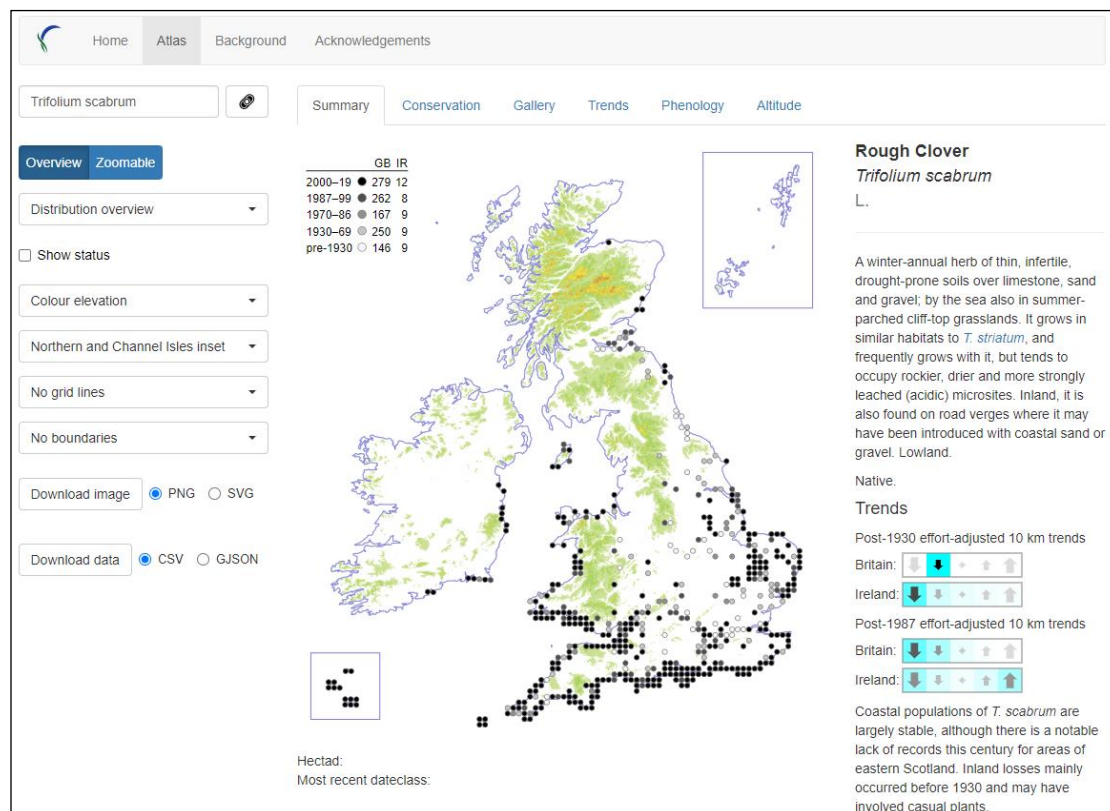 Home Atlas Background Acknowledgements
Trifolium scabrum
Summary Conservation Gallery Trends Phenology Altitude
Overview Zoomable
Distribution overview
Show status
Colour elevation
Northern and Channel Isles inset
No grid lines
No boundaries
Download image PNG SVG
Download data CSV GJSON
GB IR
2000–19 279 12
1987–99 262 8
1970–86 167 9
1930–69 250 9
pre-1930 146 9
Hectad:
Most recent dateclass:
Rough Clover
Trifolium scabrum
L.
A winter-annual herb of thin, infertile,
drought-prone soils over limestone, sand
and gravel; by the sea also in summer-
parched cliff-top grasslands. It grows in
similar habitats to T. striatum, and
frequently grows with it, but tends to
occupy rockier, drier and more strongly
leached (acidic) microsites. Inland, it is
also found on road verges where it may
have been introduced with coastal sand or
gravel. Lowland.
Native.
Trends
Post-1930 effort-adjusted 10 km trends
Britain:
Ireland:
Post-1987 effort-adjusted 10 km trends
Britain:
Ireland:
Coastal populations of T. scabrum are
largely stable, although there is a notable
lack of records this century for areas of
eastern Scotland. Inland losses mainly
occurred before 1930 and may have
involved casual plants.